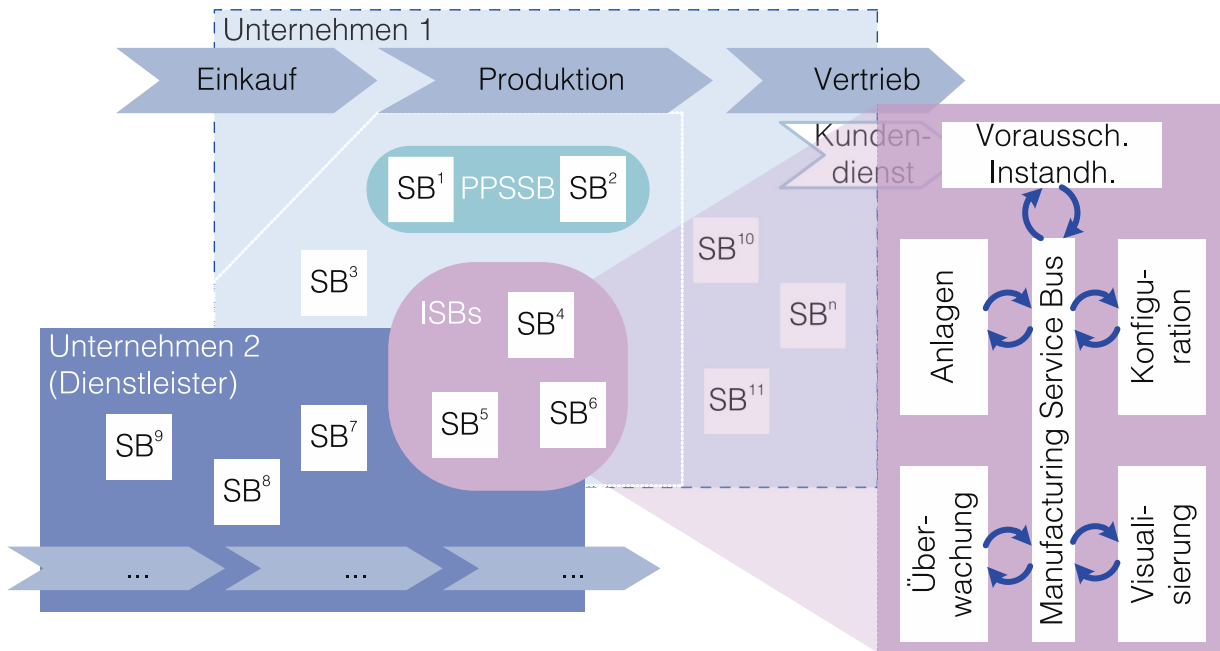 Unternehmen 1
Einkauf
Produktion
Vertrieb
Kunden-
dienst
SB1
PPSSB
SB2
SB3
ISBs
SB4
SB5
SB6
SB10
SBn
SB11
Unternehmen 2
(Dienstleister)
SB9
SB8
SB7
...
...
...
Voraussch.
Instandh.
Anlagen
Manufacturing Service Bus
Konfigu-
ration
Über-
wachung
Visuali-
sierung